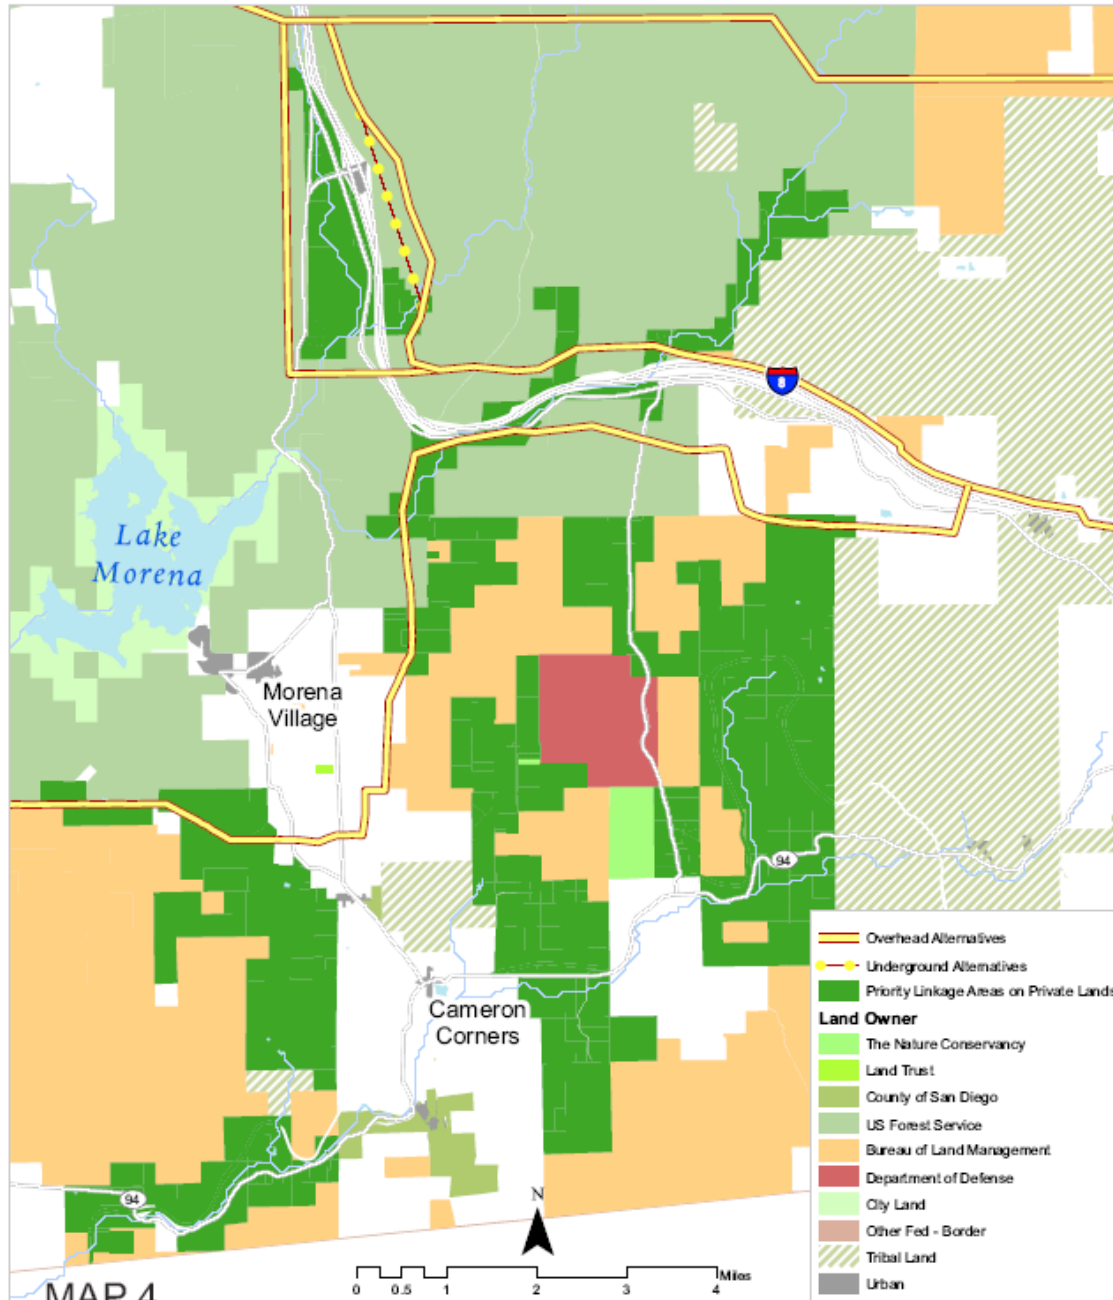 8
Lake
Morena
Morena
Village
94
Cameron
Corners
94
Overhead Alternatives
Underground Alternatives
Priority Linkage Areas on Private Lands
Land Owner
The Nature Conservancy
Land Trust
County of San Diego
US Forest Service
Bureau of Land Management
Department of Defense
City Land
Other Fed - Border
Tribal Land
Urban
N
Miles
0 0.5 1 2 3 4
MAP 4